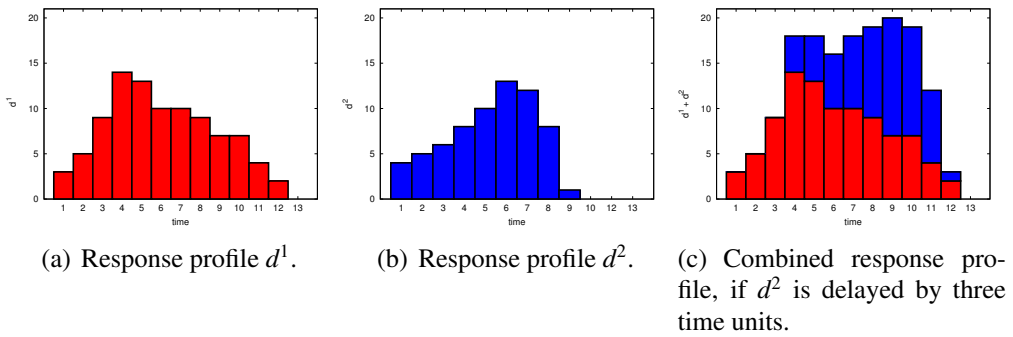 20
15
10
5
0
d1
1 2 3 4 5 6 7 8 9 10 11 12 13
time
(a) Response profile d1.
20
15
10
5
0
d2
1 2 3 4 5 6 7 8 9 10 11 12 13
time
(b) Response profile d2.
20
15
10
5
0
d1 + d2
1 2 3 4 5 6 7 8 9 10 11 12 13
time
(c) Combined response pro-
file, if d2 is delayed by three
time units.